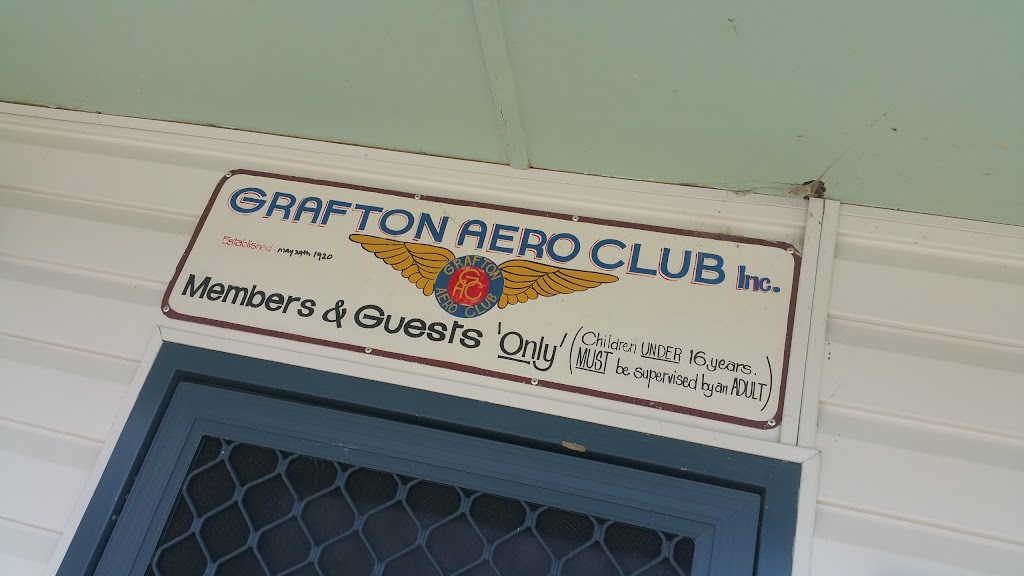 GRAFTON AERO CLUB Inc.
Established MAY 29th 1920
GRAFTON
GAC
AERO CLUB
Members & Guests 'Only'
(Children UNDER 16 years.
MUST be supervised by an ADULT)